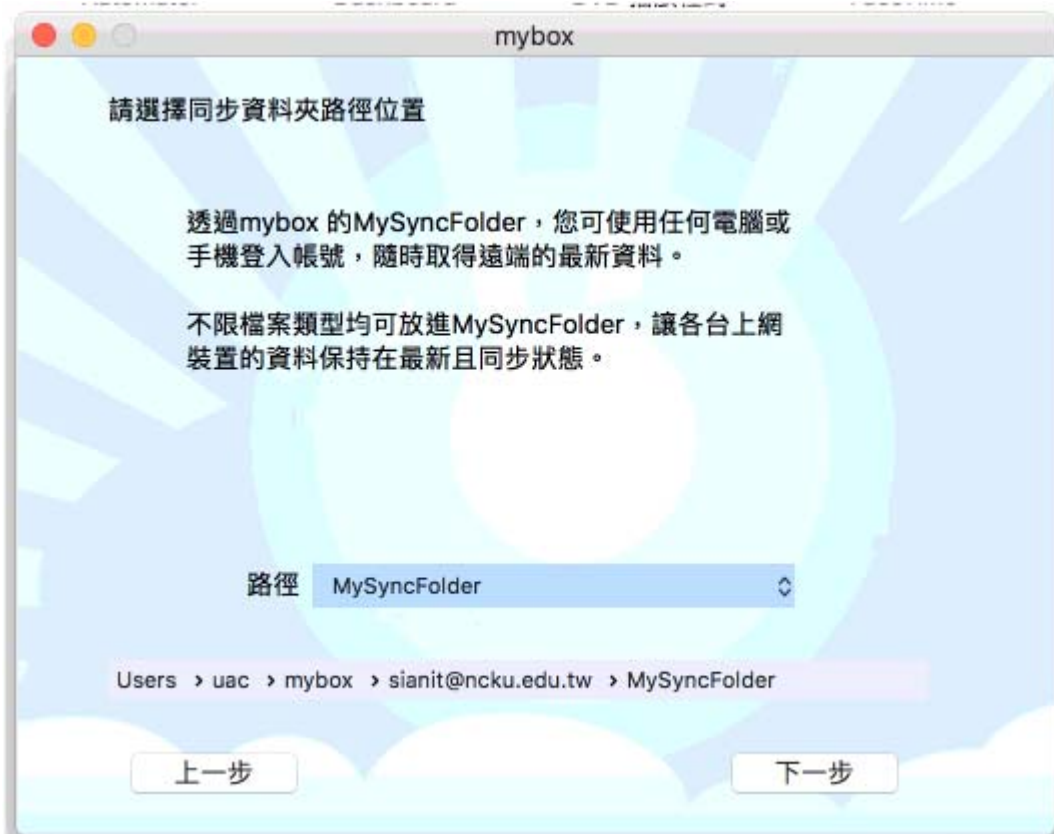 mybox
請選擇同步資料夾路徑位置
透過mybox 的MySyncFolder，您可使用任何電腦或
手機登入帳號，隨時取得遠端的最新資料。
不限檔案類型均可放進MySyncFolder，讓各台上網
裝置的資料保持在最新且同步狀態。
路徑 MySyncFolder
Users › uac › mybox › sianit@ncku.edu.tw › MySyncFolder
上一步 下一步